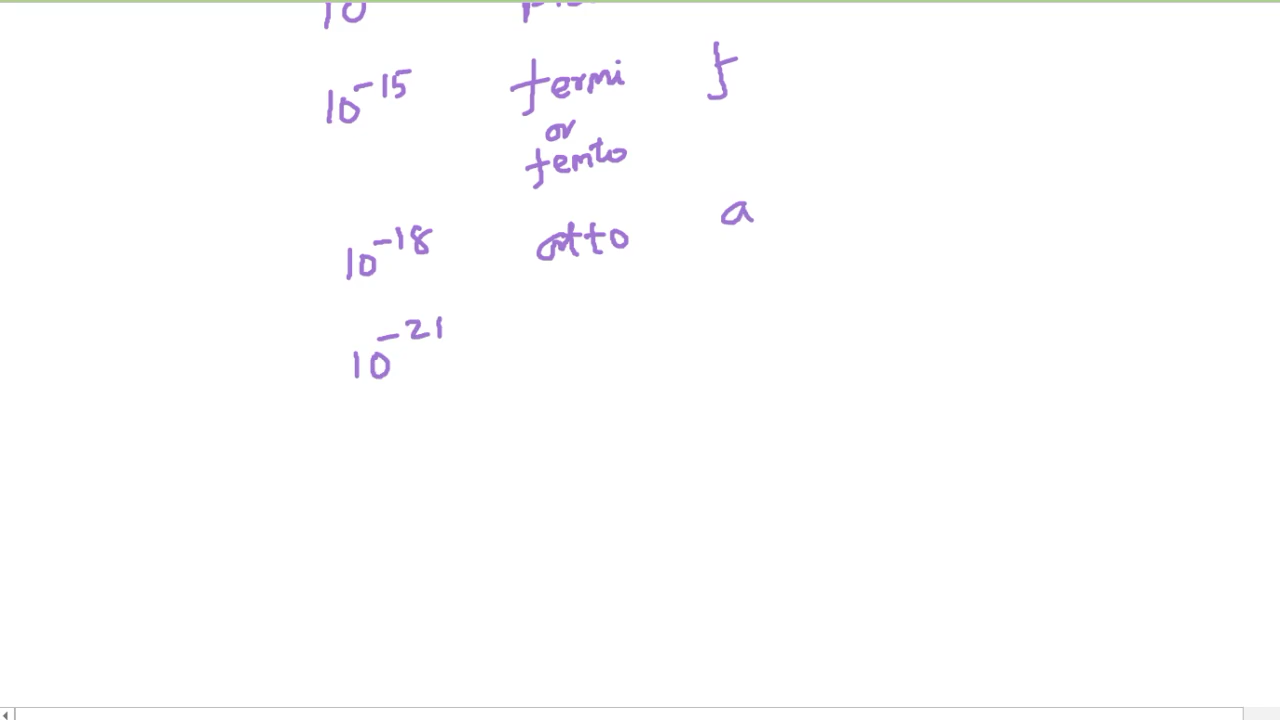 10⁻¹⁵ fermi f
or
femto
10⁻¹⁸ atto a
10⁻²¹